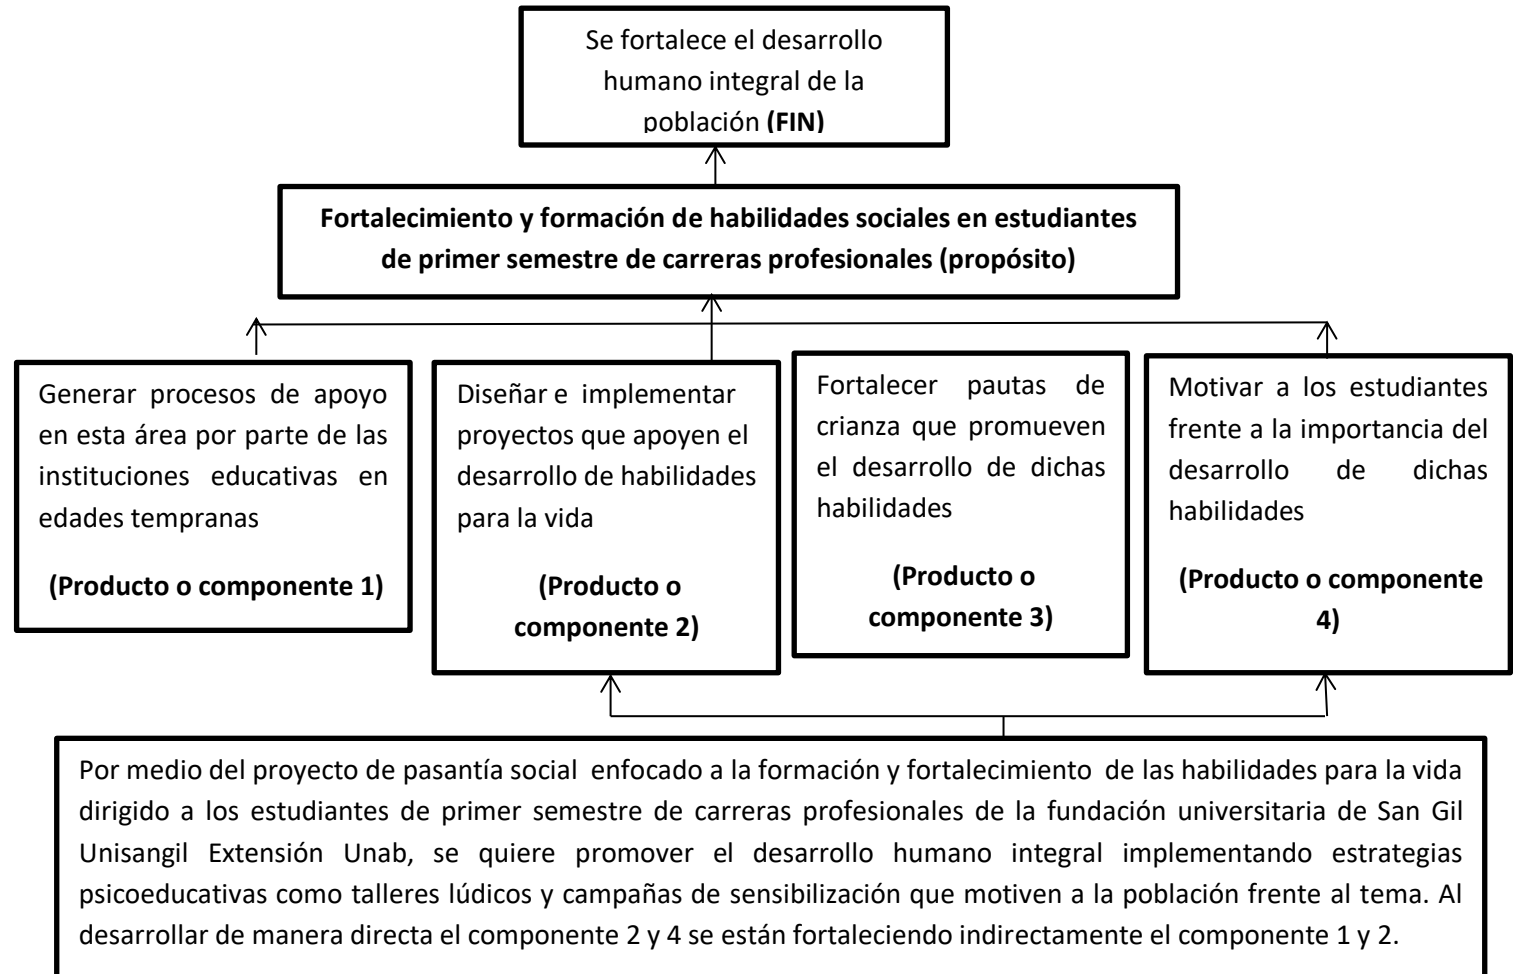 Se fortalece el desarrollo
humano integral de la
población (FIN)
Fortalecimiento y formación de habilidades sociales en estudiantes
de primer semestre de carreras profesionales (propósito)
Generar procesos de apoyo
en esta área por parte de las
instituciones educativas en
edades tempranas
(Producto o componente 1)
Diseñar e implementar
proyectos que apoyen el
desarrollo de habilidades
para la vida
(Producto o
componente 2)
Fortalecer pautas de
crianza que promueven
el desarrollo de dichas
habilidades
(Producto o
componente 3)
Motivar a los estudiantes
frente a la importancia del
desarrollo de dichas
habilidades
(Producto o componente
4)
Por medio del proyecto de pasantía social enfocado a la formación y fortalecimiento de las habilidades para la vida
dirigido a los estudiantes de primer semestre de carreras profesionales de la fundación universitaria de San Gil
Unisangil Extensión Unab, se quiere promover el desarrollo humano integral implementando estrategias
psicoeducativas como talleres lúdicos y campañas de sensibilización que motiven a la población frente al tema. Al
desarrollar de manera directa el componente 2 y 4 se están fortaleciendo indirectamente el componente 1 y 2.